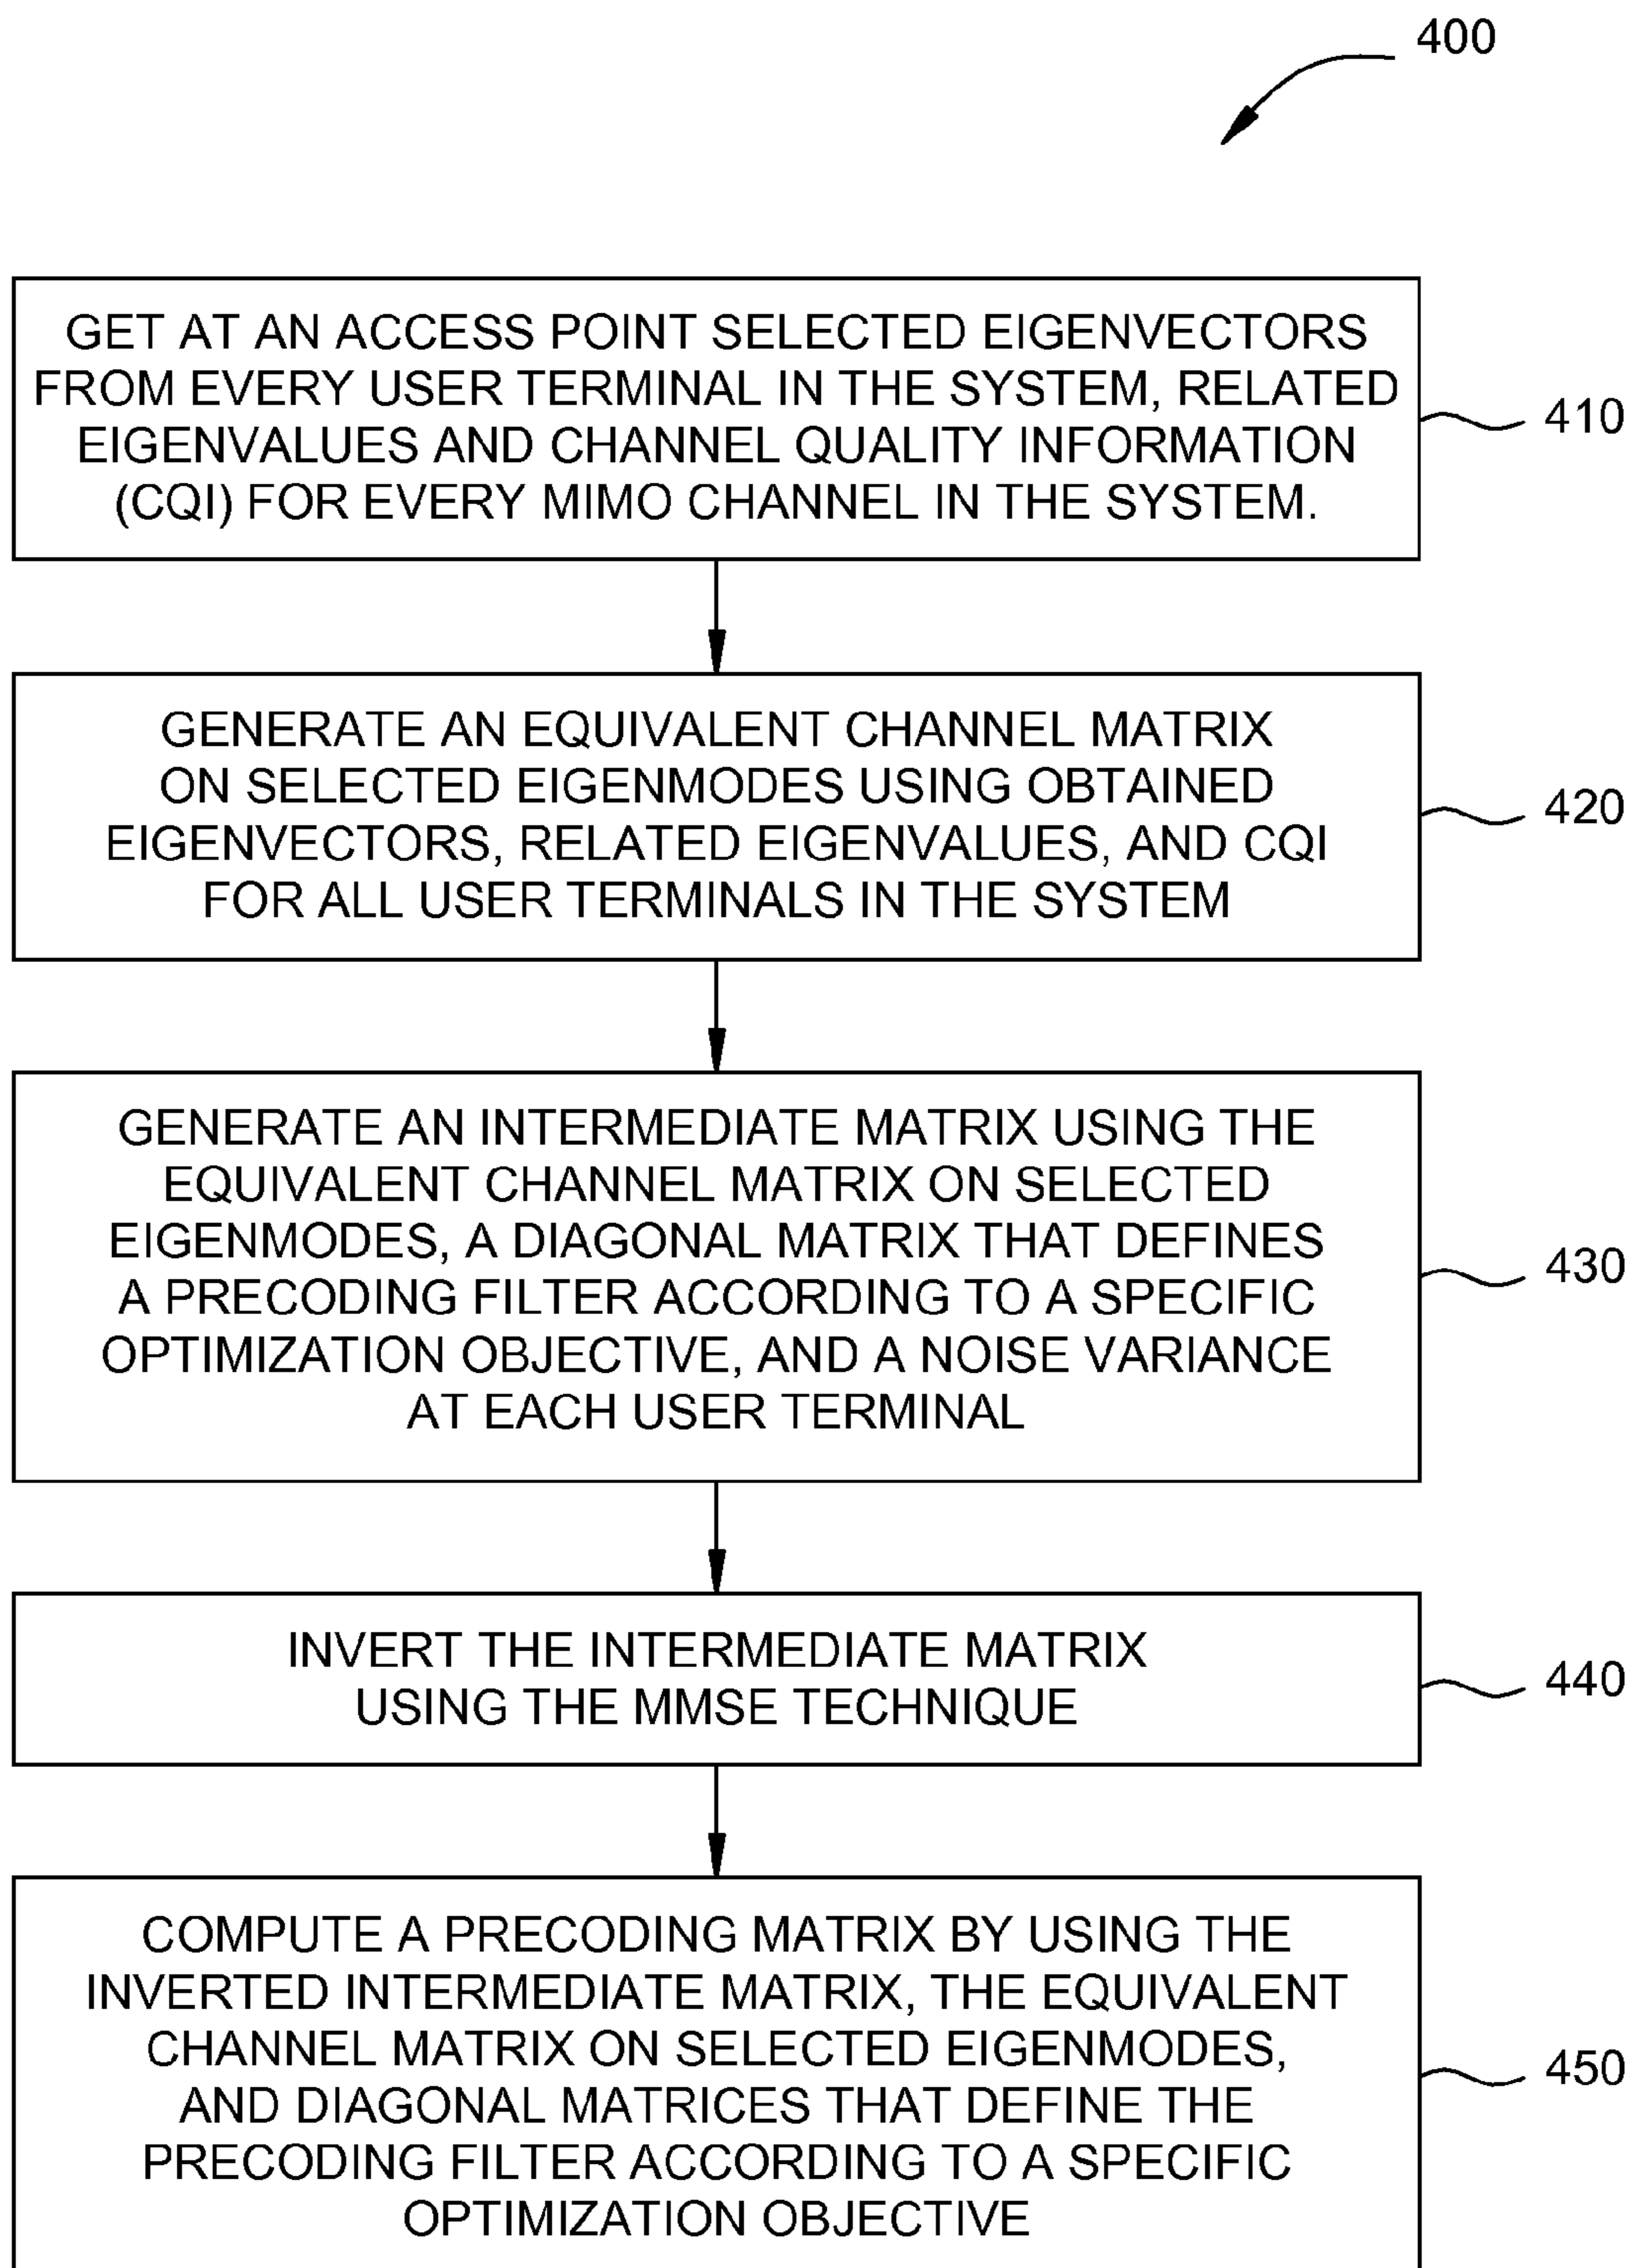 400
GET AT AN ACCESS POINT SELECTED EIGENVECTORS
FROM EVERY USER TERMINAL IN THE SYSTEM, RELATED
EIGENVALUES AND CHANNEL QUALITY INFORMATION
(CQI) FOR EVERY MIMO CHANNEL IN THE SYSTEM.
410
GENERATE AN EQUIVALENT CHANNEL MATRIX
ON SELECTED EIGENMODES USING OBTAINED
EIGENVECTORS, RELATED EIGENVALUES, AND CQI
FOR ALL USER TERMINALS IN THE SYSTEM
420
GENERATE AN INTERMEDIATE MATRIX USING THE
EQUIVALENT CHANNEL MATRIX ON SELECTED
EIGENMODES, A DIAGONAL MATRIX THAT DEFINES
A PRECODING FILTER ACCORDING TO A SPECIFIC
OPTIMIZATION OBJECTIVE, AND A NOISE VARIANCE
AT EACH USER TERMINAL
430
INVERT THE INTERMEDIATE MATRIX
USING THE MMSE TECHNIQUE
440
COMPUTE A PRECODING MATRIX BY USING THE
INVERTED INTERMEDIATE MATRIX, THE EQUIVALENT
CHANNEL MATRIX ON SELECTED EIGENMODES,
AND DIAGONAL MATRICES THAT DEFINE THE
PRECODING FILTER ACCORDING TO A SPECIFIC
OPTIMIZATION OBJECTIVE
450